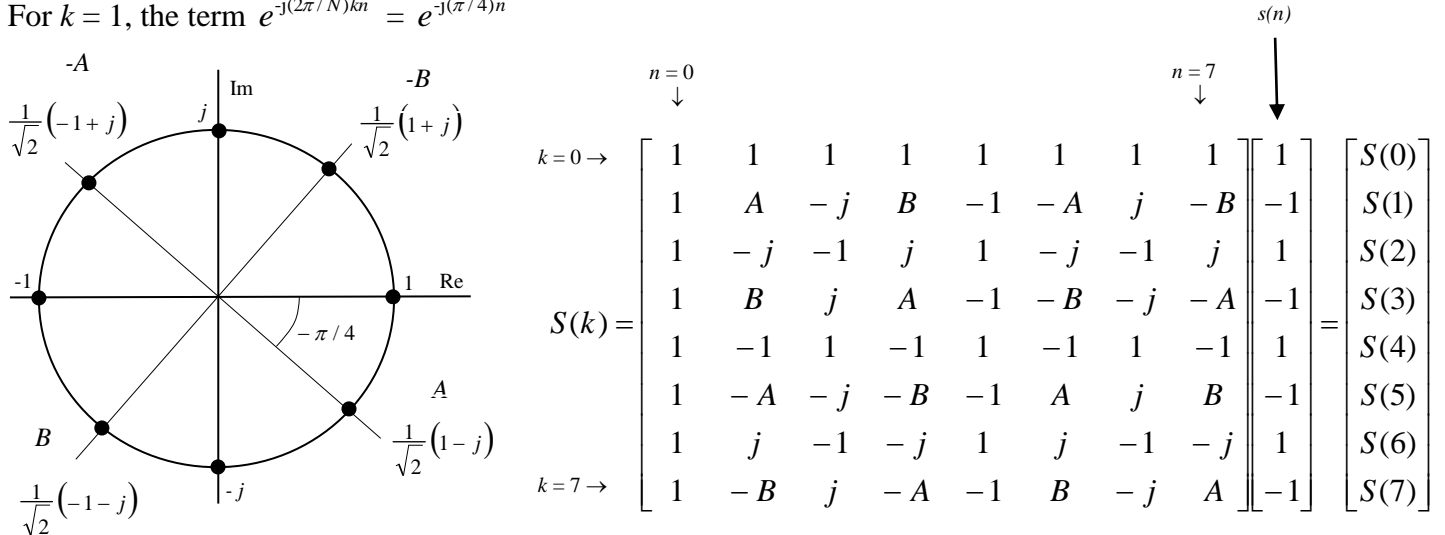 For k = 1, the term e^{-j(2π/N)kn} = e^{-j(π/4)n}
-A
-B
Im
j
1/√2 (-1 + j)
1/√2 (1 + j)
-1
1
Re
- π / 4
A
B
1/√2 (1 - j)
1/√2 (-1 - j)
- j
s(n)
n = 0
n = 7
↓ ↓
k = 0 → [ 1 1 1 1 1 1 1 1 ] [ 1 ] [ S(0) ]
1 A - j B -1 - A j - B -1 S(1)
1 - j -1 j 1 - j -1 j 1 S(2)
1 B j A -1 - B - j - A -1 S(3)
S(k) = =
1 -1 1 -1 1 -1 1 -1 1 S(4)
1 - A - j - B -1 A j B -1 S(5)
1 j -1 - j 1 j -1 - j 1 S(6)
k = 7 → 1 - B j - A -1 B - j A -1 S(7)